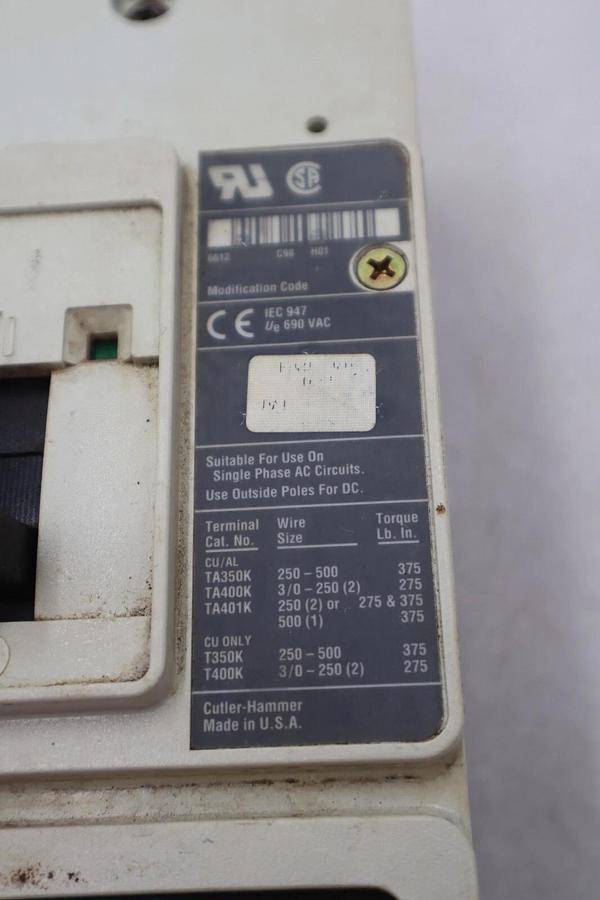 6612 C98 H01
Modification Code
CE IEC 947
Ue 690 VAC
Suitable For Use On
Single Phase AC Circuits.
Use Outside Poles For DC.
Terminal Wire Torque
Cat. No. Size Lb. In.
CU/AL
TA350K 250 – 500 375
TA400K 3/0 – 250 (2) 275
TA401K 250 (2) or 275 & 375
500 (1) 375
CU ONLY
T350K 250 – 500 375
T400K 3/0 – 250 (2) 275
Cutler-Hammer
Made in U.S.A.